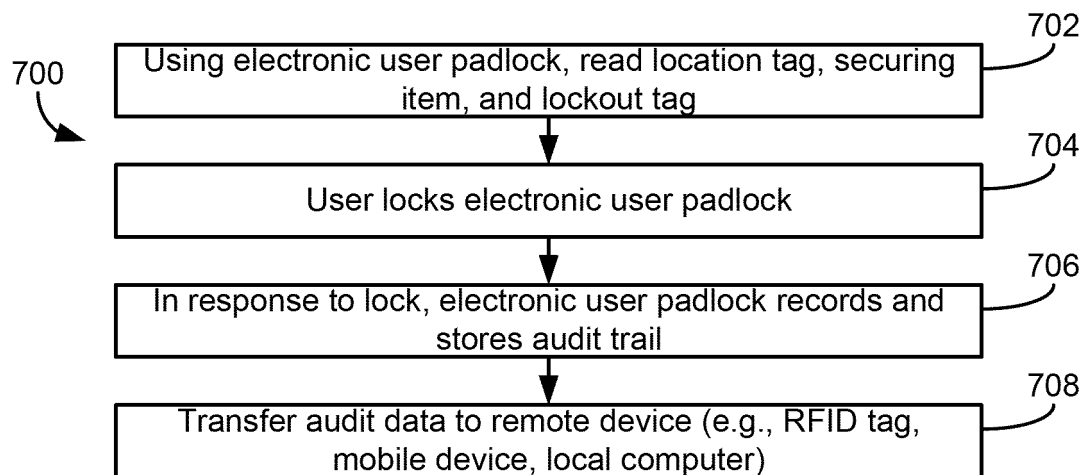 702
700
Using electronic user padlock, read location tag, securing
item, and lockout tag
704
User locks electronic user padlock
706
In response to lock, electronic user padlock records and
stores audit trail
708
Transfer audit data to remote device (e.g., RFID tag,
mobile device, local computer)